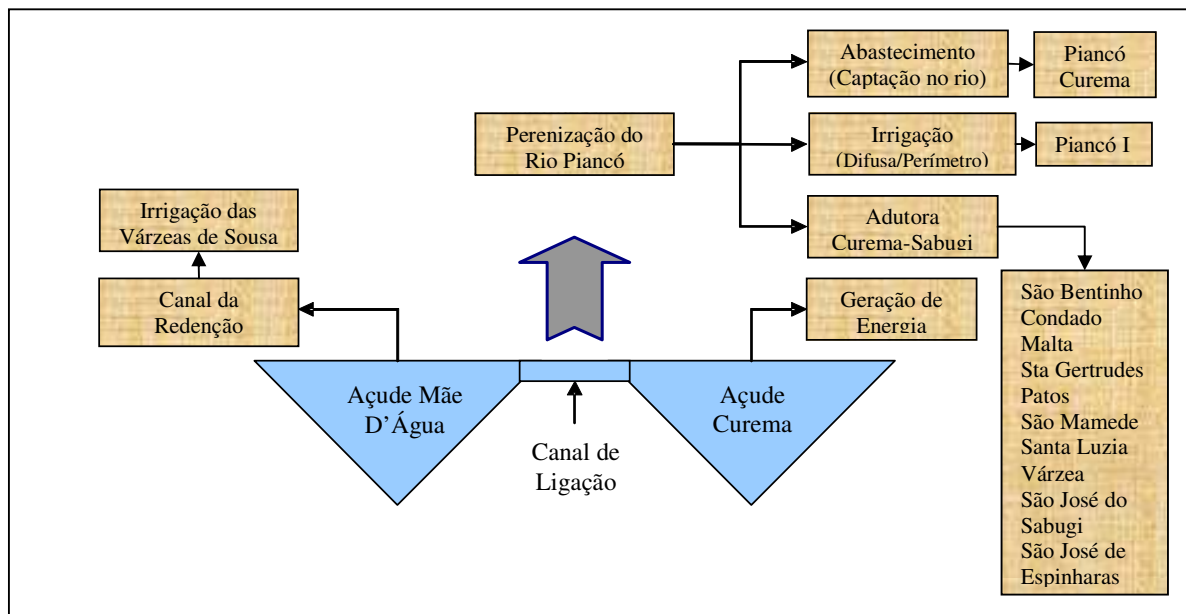 Abastecimento
(Captação no rio)
Piancó
Curema
Perenização do
Rio Piancó
Irrigação
(Difusa/Perímetro)
Piancó I
Irrigação das
Várzeas de Sousa
Adutora
Curema-Sabugi
Canal da
Redenção
Geração de
Energia
São Bentinho
Condado
Malta
Sta Gertrudes
Patos
São Mamede
Santa Luzia
Várzea
São José do
Sabugi
São José de
Espinharas
Açude Mãe
D'Água
Açude
Curema
Canal de
Ligação